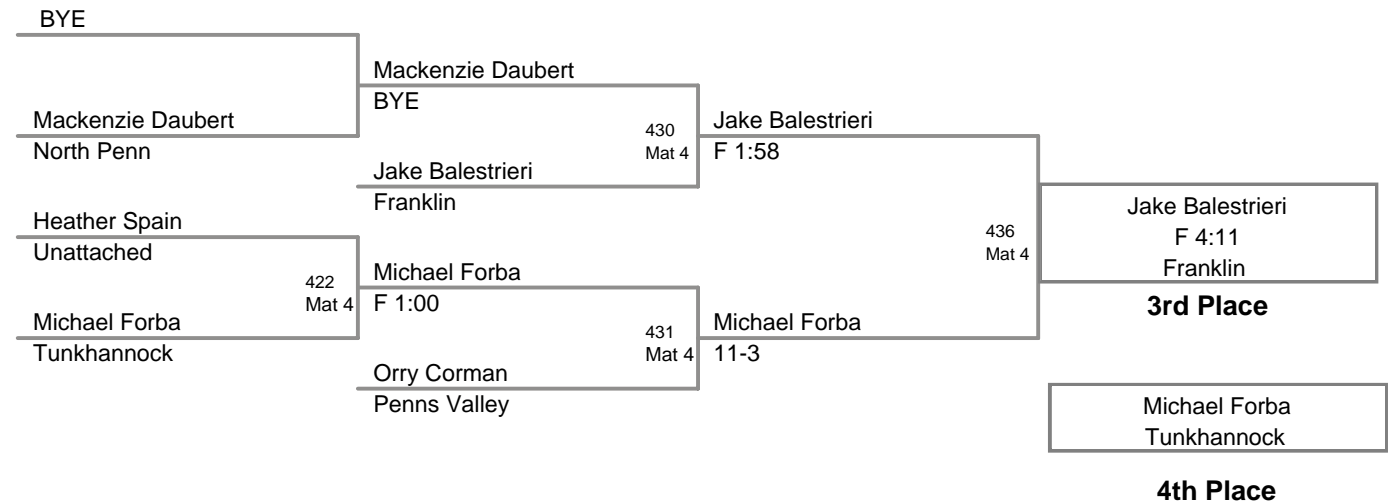 BYE
Mackenzie Daubert
BYE
Mackenzie Daubert
North Penn
430
Mat 4
Jake Balestrieri
F 1:58
Jake Balestrieri
Franklin
Heather Spain
Unattached
422
Mat 4
Michael Forba
F 1:00
Michael Forba
Tunkhannock
431
Mat 4
Michael Forba
11-3
Orry Corman
Penns Valley
436
Mat 4
Jake Balestrieri
F 4:11
Franklin
3rd Place
Michael Forba
Tunkhannock
4th Place